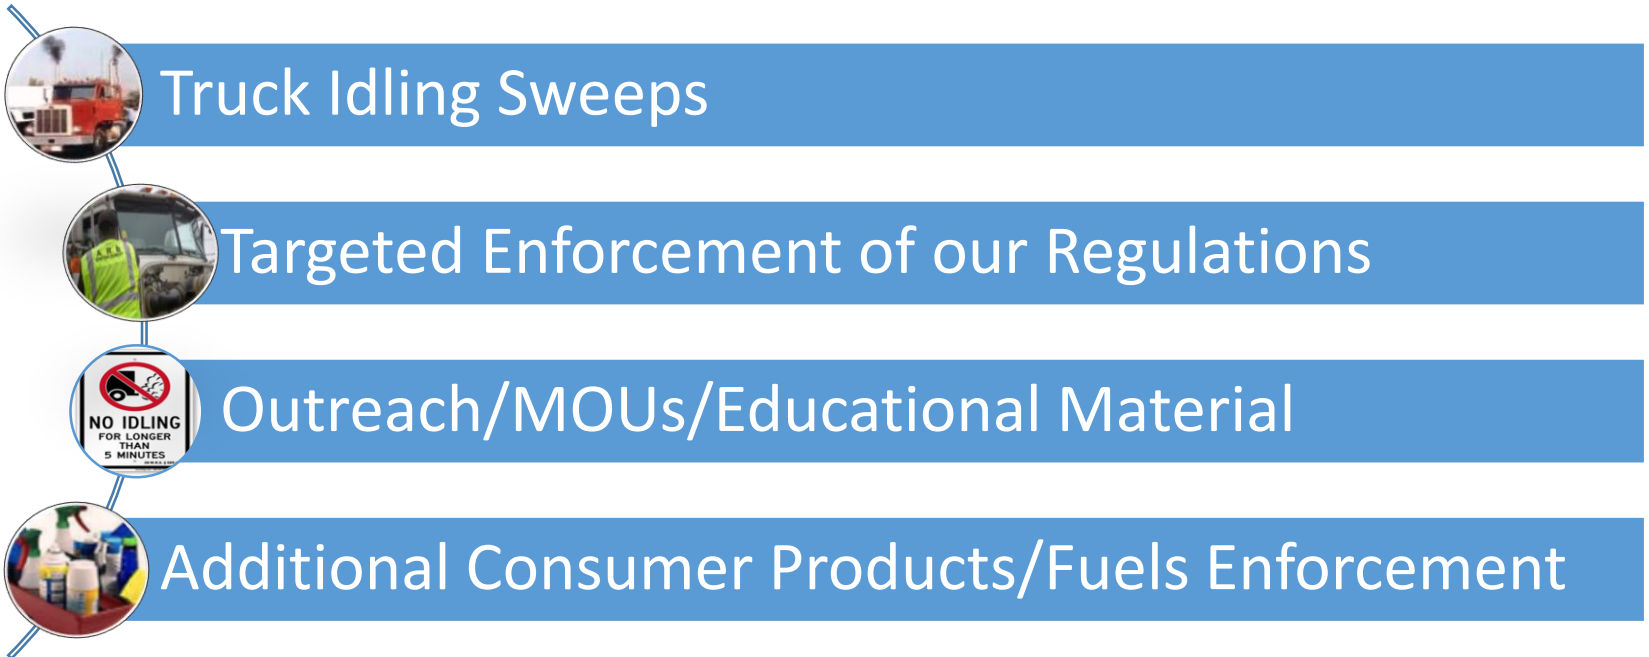 Truck Idling Sweeps
A R B
Targeted Enforcement of our Regulations
NO IDLING
FOR LONGER
THAN
5 MINUTES
Outreach/MOUs/Educational Material
Additional Consumer Products/Fuels Enforcement